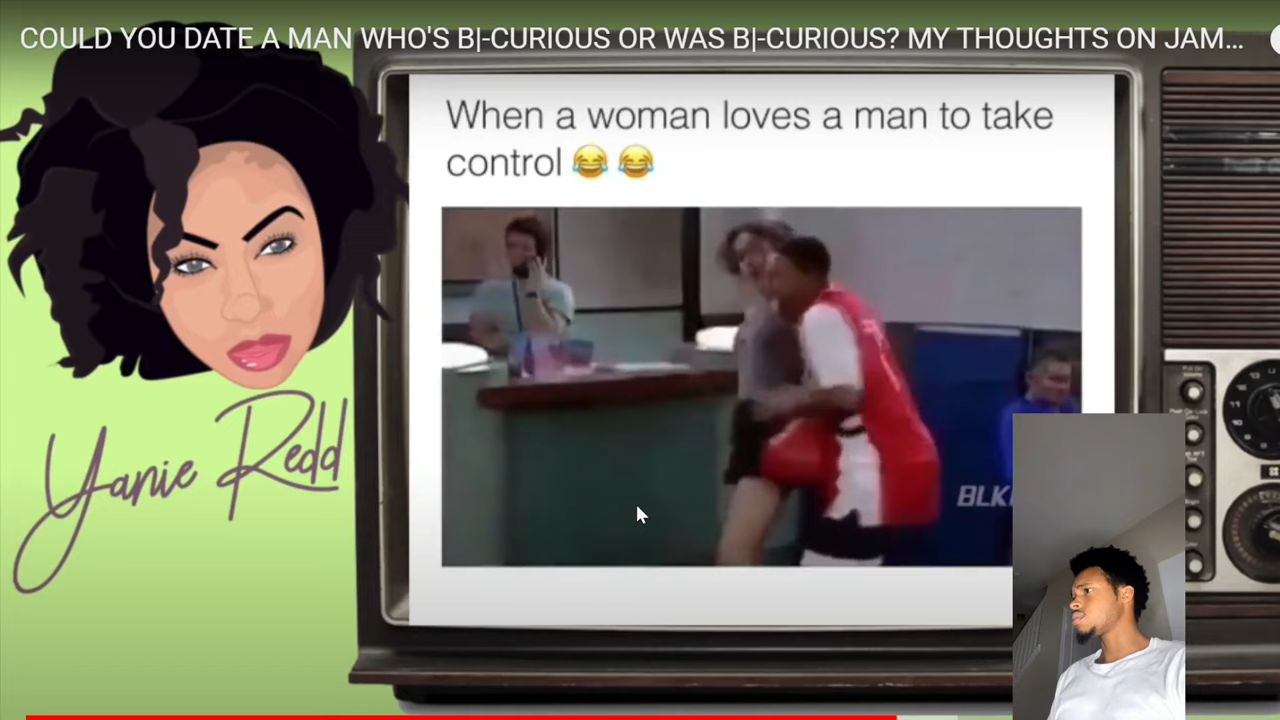 COULD YOU DATE A MAN WHO'S B|-CURIOUS OR WAS B|-CURIOUS? MY THOUGHTS ON JAM...
When a woman loves a man to take
control 😂 😂
Yanie Redd
BLK